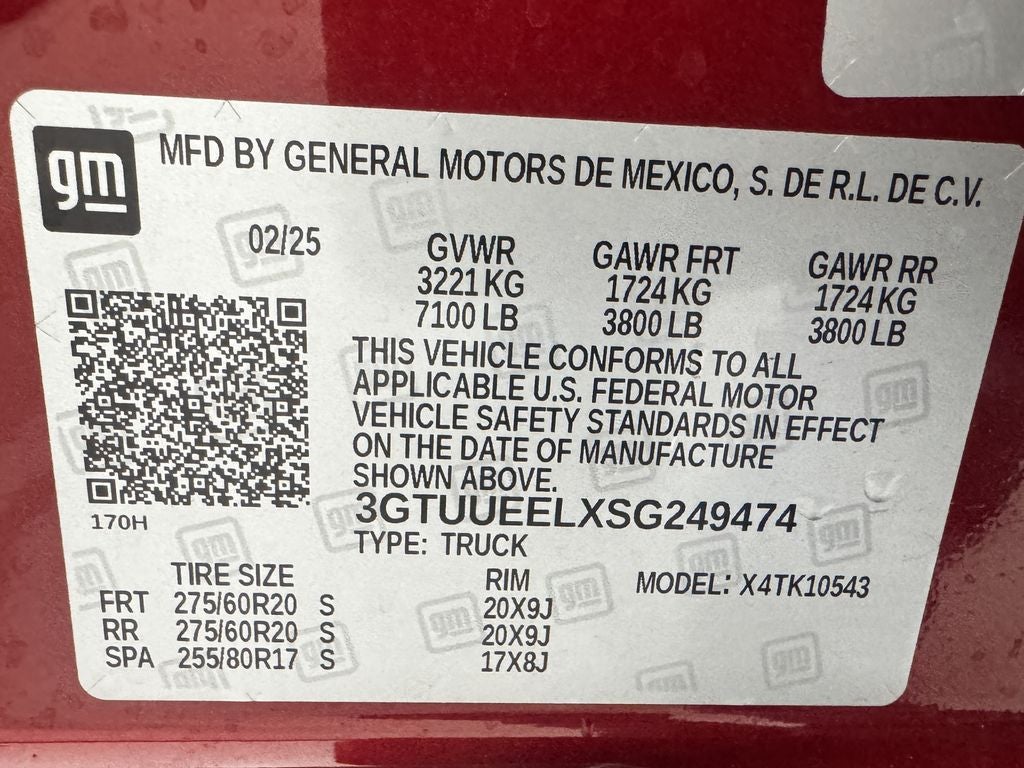 gm
MFD BY GENERAL MOTORS DE MEXICO, S. DE R.L. DE C.V.
02/25
GVWR GAWR FRT GAWR RR
3221 KG 1724 KG 1724 KG
7100 LB 3800 LB 3800 LB
THIS VEHICLE CONFORMS TO ALL
APPLICABLE U.S. FEDERAL MOTOR
VEHICLE SAFETY STANDARDS IN EFFECT
ON THE DATE OF MANUFACTURE
SHOWN ABOVE.
3GTUUEELXSG249474
170H
TYPE: TRUCK
TIRE SIZE RIM MODEL: X4TK10543
FRT 275/60R20 S 20X9J
RR 275/60R20 S 20X9J
SPA 255/80R17 S 17X8J